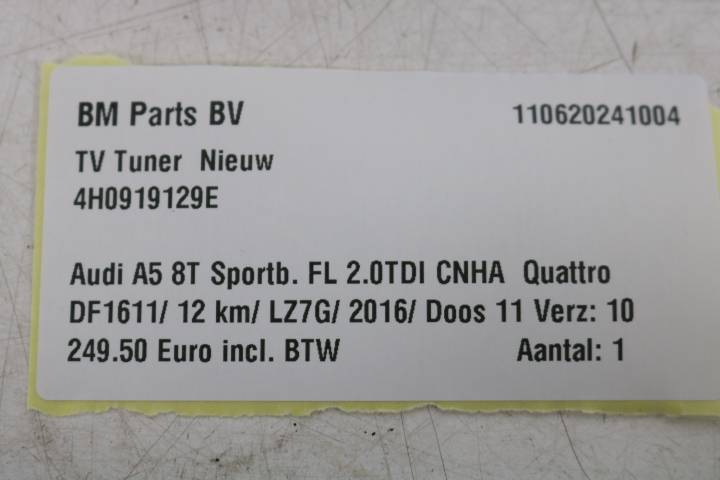 BM Parts BV 110620241004
TV Tuner Nieuw
4H0919129E
Audi A5 8T Sportb. FL 2.0TDI CNHA Quattro
DF1611/ 12 km/ LZ7G/ 2016/ Doos 11 Verz: 10
249.50 Euro incl. BTW Aantal: 1